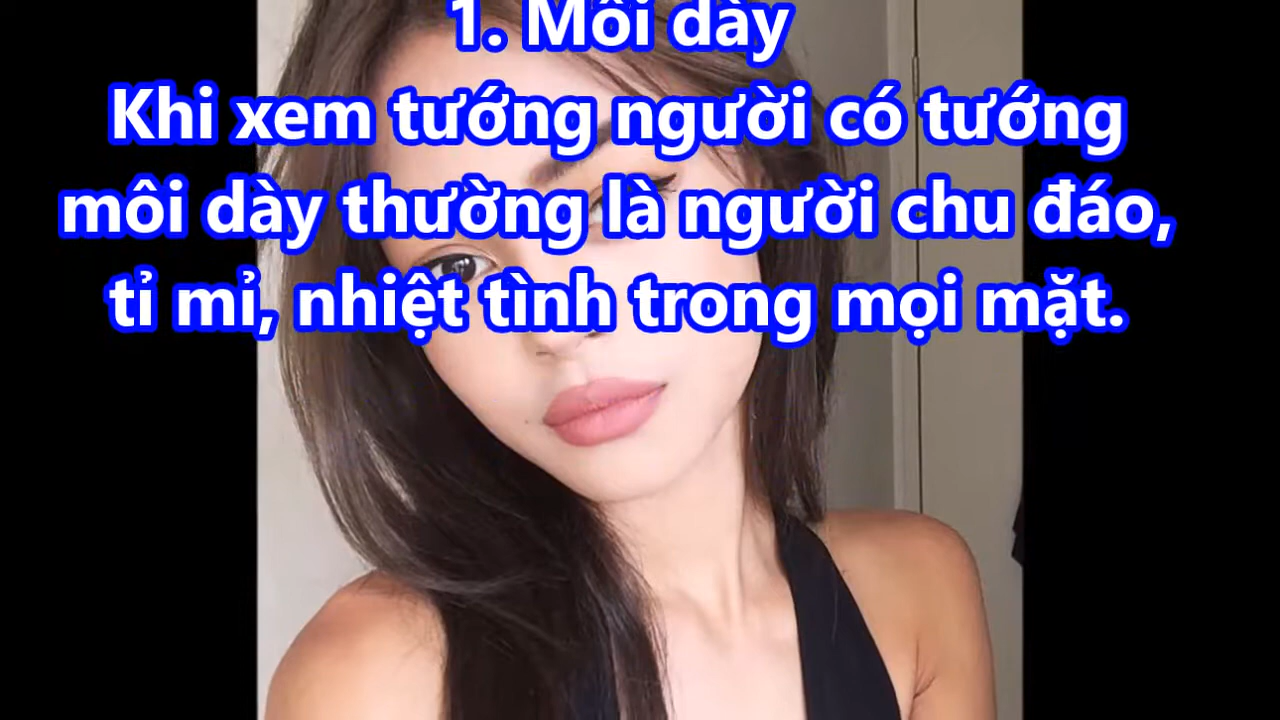 1. Môi dày
Khi xem tướng người có tướng
môi dày thường là người chu đáo,
tỉ mỉ, nhiệt tình trong mọi mặt.